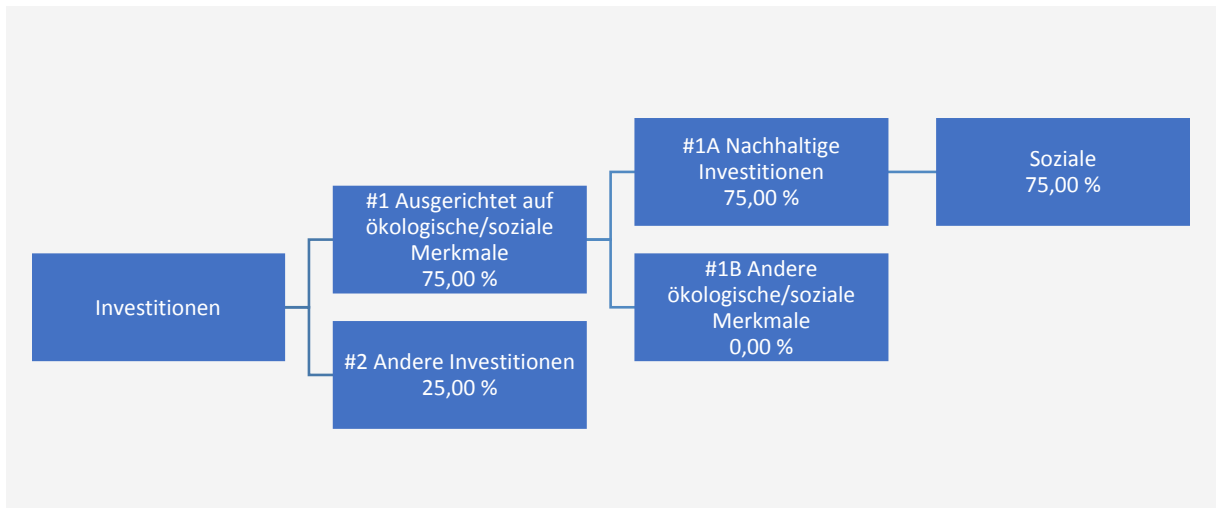 Investitionen
#1 Ausgerichtet auf
ökologische/soziale
Merkmale
75,00 %
#2 Andere Investitionen
25,00 %
#1A Nachhaltige
Investitionen
75,00 %
#1B Andere
ökologische/soziale
Merkmale
0,00 %
Soziale
75,00 %